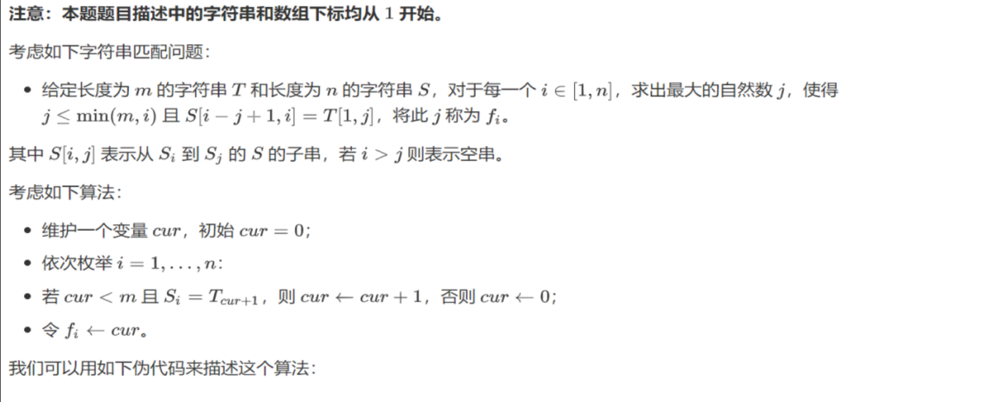 注意：本题题目描述中的字符串和数组下标均从 1 开始。
考虑如下字符串匹配问题：
• 给定长度为 m 的字符串 T 和长度为 n 的字符串 S，对于每一个 i ∈ [1, n]，求出最大的自然数 j，使得
j ≤ min(m, i) 且 S[i − j + 1, i] = T[1, j]，将此 j 称为 f_i。
其中 S[i, j] 表示从 S_i 到 S_j 的 S 的子串，若 i > j 则表示空串。
考虑如下算法：
• 维护一个变量 cur，初始 cur = 0；
• 依次枚举 i = 1, . . . , n：
• 若 cur < m 且 S_i = T_{cur+1}，则 cur ← cur + 1，否则 cur ← 0；
• 令 f_i ← cur。
我们可以用如下伪代码来描述这个算法：